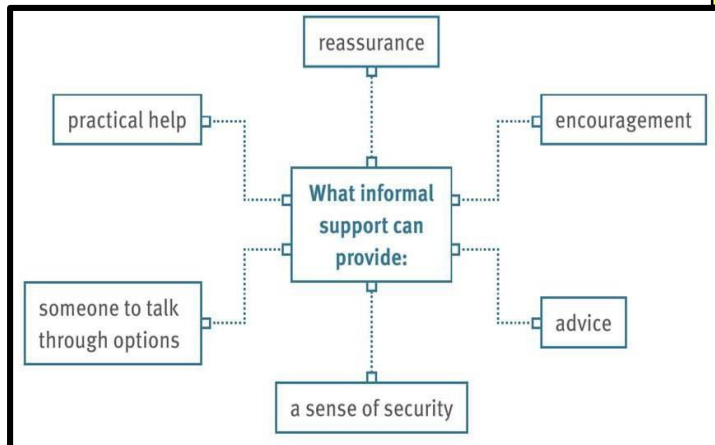 reassurance
practical help
encouragement
What informal
support can
provide:
someone to talk
through options
advice
a sense of security